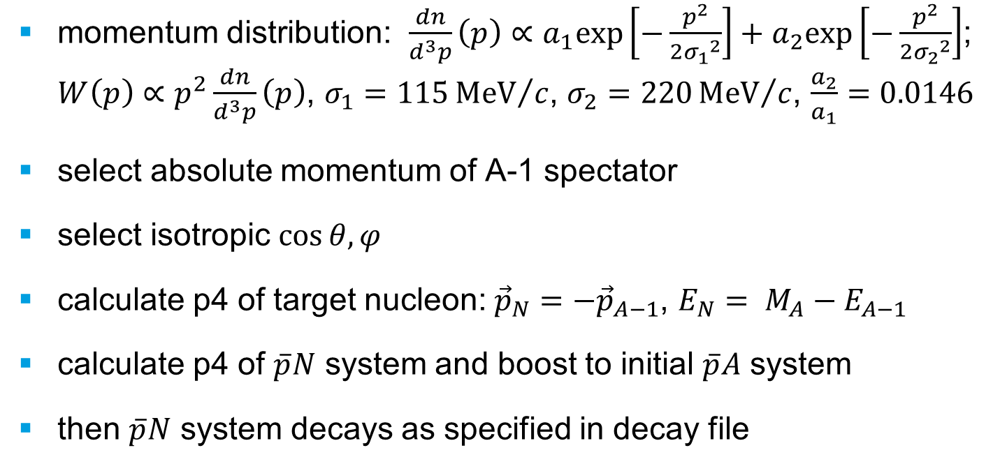 ▪ momentum distribution: $\frac{dn}{d^3p}(p) \propto a_1 \exp\left[-\frac{p^2}{2\sigma_1{}^2}\right] + a_2 \exp\left[-\frac{p^2}{2\sigma_2{}^2}\right]$;
$W(p) \propto p^2 \frac{dn}{d^3p}(p)$, $\sigma_1 = 115$ MeV/$c$, $\sigma_2 = 220$ MeV/$c$, $\frac{a_2}{a_1} = 0.0146$
▪ select absolute momentum of A-1 spectator
▪ select isotropic $\cos\theta, \varphi$
▪ calculate p4 of target nucleon: $\vec{p}_N = -\vec{p}_{A-1}$, $E_N = M_A - E_{A-1}$
▪ calculate p4 of $\bar{p}N$ system and boost to initial $\bar{p}A$ system
▪ then $\bar{p}N$ system decays as specified in decay file